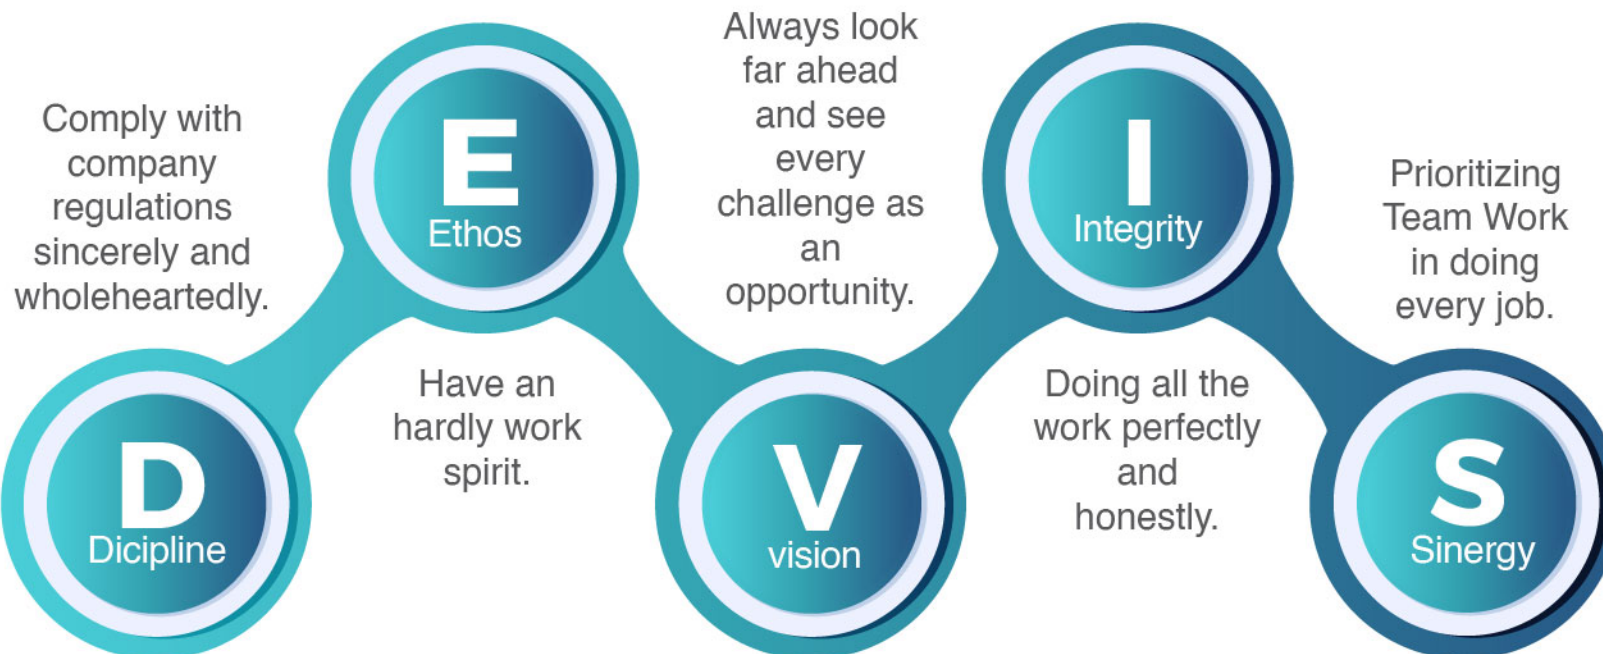 Comply with
company
regulations
sincerely and
wholeheartedly.
D
Dicipline
E
Ethos
Have an
hardly work
spirit.
Always look
far ahead
and see
every
challenge as
an
opportunity.
V
vision
I
Integrity
Doing all the
work perfectly
and
honestly.
Prioritizing
Team Work
in doing
every job.
S
Sinergy